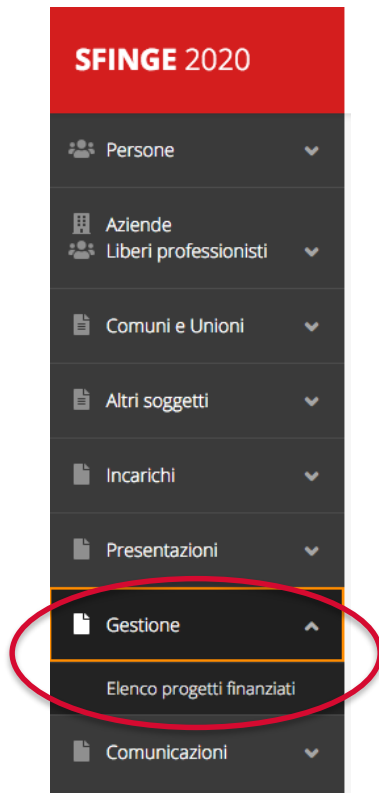 SFINGE 2020
Persone
Aziende
Liberi professionisti
Comuni e Unioni
Altri soggetti
Incarichi
Presentazioni
Gestione
Elenco progetti finanziati
Comunicazioni